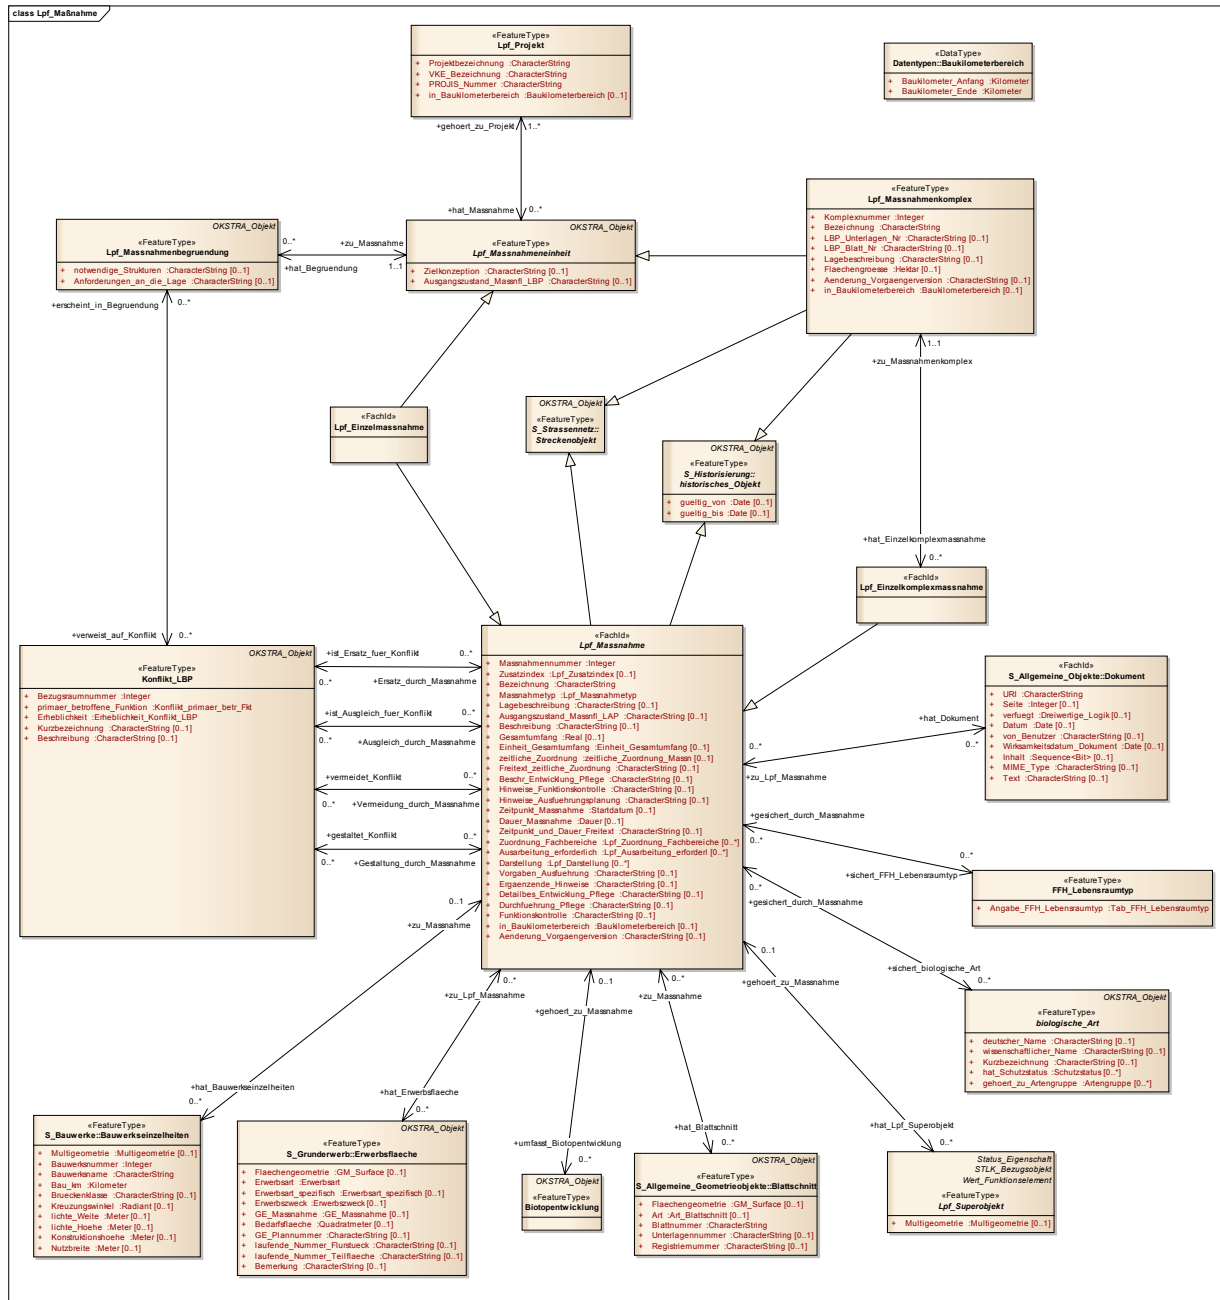 class Lpf_Maßnahme
«FeatureType»
Lpf_Projekt
+ Projektbezeichnung :CharacterString
+ VKE_Bezeichnung :CharacterString
+ PROJIS_Nummer :CharacterString
+ in_Baukilometerbereich :Baukilometerbereich [0..1]
«DataType»
Datentypen::Baukilometerbereich
+ Baukilometer_Anfang :Kilometer
+ Baukilometer_Ende :Kilometer
+gehoert_zu_Projekt
1..*
+hat_Massnahme
0..*
«FeatureType»
Lpf_Massnahmenkomplex
+ Komplexnummer :Integer
+ Bezeichnung :CharacterString
+ LBP_Unterlagen_Nr :CharacterString [0..1]
+ LBP_Blatt_Nr :CharacterString [0..1]
+ Lagebeschreibung :CharacterString [0..1]
+ Flaechengroesse :Hektar [0..1]
+ Aenderung_Vorgaengerversion :CharacterString [0..1]
+ in_Baukilometerbereich :Baukilometerbereich [0..1]
OKSTRA_Objekt
«FeatureType»
Lpf_Massnahmenbegruendung
+ notwendige_Strukturen :CharacterString [0..1]
+ Anforderungen_an_die_Lage :CharacterString [0..1]
0..*
+zu_Massnahme
+hat_Begruendung
1..1
OKSTRA_Objekt
«FeatureType»
Lpf_Massnahmeneinheit
+ Zielkonzeption :CharacterString [0..1]
+ Ausgangszustand_Massnfl_LBP :CharacterString [0..1]
+erscheint_in_Begruendung
0..*
1..1
+zu_Massnahmenkomplex
«FachId»
Lpf_Einzelmassnahme
OKSTRA_Objekt
«FeatureType»
S_Strassennetz::
Streckenobjekt
OKSTRA_Objekt
«FeatureType»
S_Historisierung::
historisches_Objekt
+ gueltig_von :Date [0..1]
+ gueltig_bis :Date [0..1]
+hat_Einzelkomplexmassnahme
0..*
«FachId»
Lpf_Einzelkomplexmassnahme
+verweist_auf_Konflikt
0..*
OKSTRA_Objekt
«FeatureType»
Konflikt_LBP
+ Bezugsraumnummer :Integer
+ primaer_betroffene_Funktion :Konflikt_primaer_betr_Fkt
+ Erheblichkeit :Erheblichkeit_Konflikt_LBP
+ Kurzbezeichnung :CharacterString [0..1]
+ Beschreibung :CharacterString [0..1]
+ist_Ersatz_fuer_Konflikt
0..*
0..*
+Ersatz_durch_Massnahme
+ist_Ausgleich_fuer_Konflikt
0..*
0..*
+Ausgleich_durch_Massnahme
+vermeidet_Konflikt
0..*
0..*
+Vermeidung_durch_Massnahme
+gestaltet_Konflikt
0..*
0..*
+Gestaltung_durch_Massnahme
«FachId»
Lpf_Massnahme
+ Massnahmennummer :Integer
+ Zusatzindex :Lpf_Zusatzindex [0..1]
+ Bezeichnung :CharacterString
+ Massnahmetyp :Lpf_Massnahmetyp
+ Lagebeschreibung :CharacterString [0..1]
+ Ausgangszustand_Massnfl_LAP :CharacterString [0..1]
+ Beschreibung :CharacterString [0..1]
+ Gesamtumfang :Real [0..1]
+ Einheit_Gesamtumfang :Einheit_Gesamtumfang [0..1]
+ zeitliche_Zuordnung :zeitliche_Zuordnung_Massn [0..1]
+ Freitext_zeitliche_Zuordnung :CharacterString [0..1]
+ Beschr_Entwicklung_Pflege :CharacterString [0..1]
+ Hinweise_Funktionskontrolle :CharacterString [0..1]
+ Hinweise_Ausfuehrungsplanung :CharacterString [0..1]
+ Zeitpunkt_Massnahme :Startdatum [0..1]
+ Dauer_Massnahme :Dauer [0..1]
+ Zeitpunkt_und_Dauer_Freitext :CharacterString [0..1]
+ Zuordnung_Fachbereiche :Lpf_Zuordnung_Fachbereiche [0..*]
+ Ausarbeitung_erforderlich :Lpf_Ausarbeitung_erforderl [0..*]
+ Darstellung :Lpf_Darstellung [0..*]
+ Vorgaben_Ausfuehrung :CharacterString [0..1]
+ Ergaenzende_Hinweise :CharacterString [0..1]
+ Detailbes_Entwicklung_Pflege :CharacterString [0..1]
+ Durchfuehrung_Pflege :CharacterString [0..1]
+ Funktionskontrolle :CharacterString [0..1]
+ in_Baukilometerbereich :Baukilometerbereich [0..1]
+ Aenderung_Vorgaengerversion :CharacterString [0..1]
«FachId»
S_Allgemeine_Objekte::Dokument
+ URI :CharacterString
+ Seite :Integer [0..1]
+ verfuegt :Dreiwertige_Logik [0..1]
+ Datum :Date [0..1]
+ von_Benutzer :CharacterString [0..1]
+ Wirksamkeitsdatum_Dokument :Date [0..1]
+ Inhalt :Sequence<Bit> [0..1]
+ MIME_Type :CharacterString [0..1]
+ Text :CharacterString [0..1]
+hat_Dokument
0..*
0..*
+zu_Lpf_Massnahme
+gesichert_durch_Massnahme
0..*
0..*
+sichert_FFH_Lebensraumtyp
«FeatureType»
FFH_Lebensraumtyp
+ Angabe_FFH_Lebensraumtyp :Tab_FFH_Lebensraumtyp
0..*
+gesichert_durch_Massnahme
+sichert_biologische_Art
0..*
OKSTRA_Objekt
«FeatureType»
biologische_Art
+ deutscher_Name :CharacterString [0..1]
+ wissenschaftlicher_Name :CharacterString [0..1]
+ Kurzbezeichnung :CharacterString [0..1]
+ hat_Schutzstatus :Schutzstatus [0..*]
+ gehoert_zu_Artengruppe :Artengruppe [0..*]
0..1
+zu_Massnahme
+hat_Bauwerkseinzelheiten
0..*
0..*
+zu_Lpf_Massnahme
+hat_Erwerbsflaeche
0..*
0..1
+gehoert_zu_Massnahme
+umfasst_Biotopentwicklung
0..*
0..*
+zu_Massnahme
+hat_Blattschnitt
0..*
0..1
+gehoert_zu_Massnahme
+hat_Lpf_Superobjekt
0..*
«FeatureType»
S_Bauwerke::Bauwerkseinzelheiten
+ Multigeometrie :Multigeometrie [0..1]
+ Bauwerksnummer :Integer
+ Bauwerksname :CharacterString
+ Bau_km :Kilometer
+ Brueckenklasse :CharacterString [0..1]
+ Kreuzungswinkel :Radiant [0..1]
+ lichte_Weite :Meter [0..1]
+ lichte_Hoehe :Meter [0..1]
+ Konstruktionshoehe :Meter [0..1]
+ Nutzbreite :Meter [0..1]
OKSTRA_Objekt
«FeatureType»
S_Grunderwerb::Erwerbsflaeche
+ Flaechengeometrie :GM_Surface [0..1]
+ Erwerbsart :Erwerbsart
+ Erwerbsart_spezifisch :Erwerbsart_spezifisch [0..1]
+ Erwerbszweck :Erwerbszweck [0..1]
+ GE_Massnahme :GE_Massnahme [0..1]
+ Bedarfsflaeche :Quadratmeter [0..1]
+ GE_Plannummer :CharacterString [0..1]
+ laufende_Nummer_Flurstueck :CharacterString [0..1]
+ laufende_Nummer_Teilflaeche :CharacterString [0..1]
+ Bemerkung :CharacterString [0..1]
OKSTRA_Objekt
«FeatureType»
Biotopentwicklung
OKSTRA_Objekt
«FeatureType»
S_Allgemeine_Geometrieobjekte::Blattschnitt
+ Flaechengeometrie :GM_Surface [0..1]
+ Art :Art_Blattschnitt [0..1]
+ Blattnummer :CharacterString
+ Unterlagennummer :CharacterString [0..1]
+ Registriernummer :CharacterString [0..1]
Status_Eigenschaft
STLK_Bezugsobjekt
Wert_Funktionselement
«FeatureType»
Lpf_Superobjekt
+ Multigeometrie :Multigeometrie [0..1]